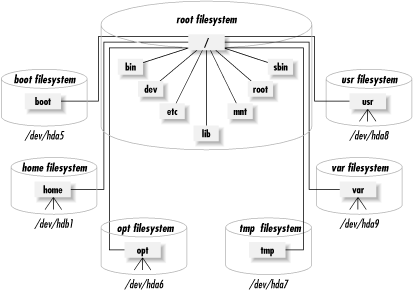 root filesystem
/
bin
sbin
dev
root
etc
mnt
lib
boot filesystem
boot
/dev/hda5
usr filesystem
usr
/dev/hda8
home filesystem
home
/dev/hdb1
var filesystem
var
/dev/hda9
opt filesystem
opt
/dev/hda6
tmp filesystem
tmp
/dev/hda7